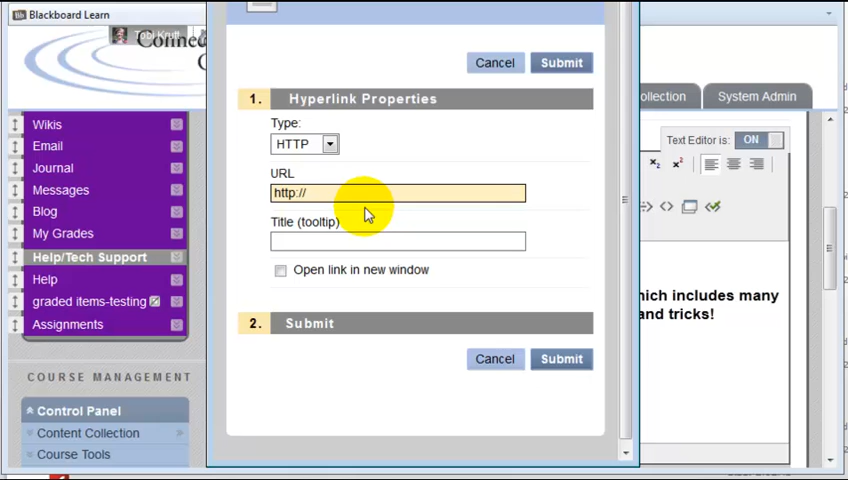 Blackboard Learn
Tobi Kruft
Connec
Cancel Submit
ollection System Admin
1. Hyperlink Properties
Type:
HTTP
URL
http://
Title (tooltip)
Open link in new window
2. Submit
Cancel Submit
Text Editor is: ON
hich includes many
and tricks!
Wikis
Email
Journal
Messages
Blog
My Grades
Help/Tech Support
Help
graded items-testing
Assignments
COURSE MANAGEMENT
Control Panel
Content Collection
Course Tools